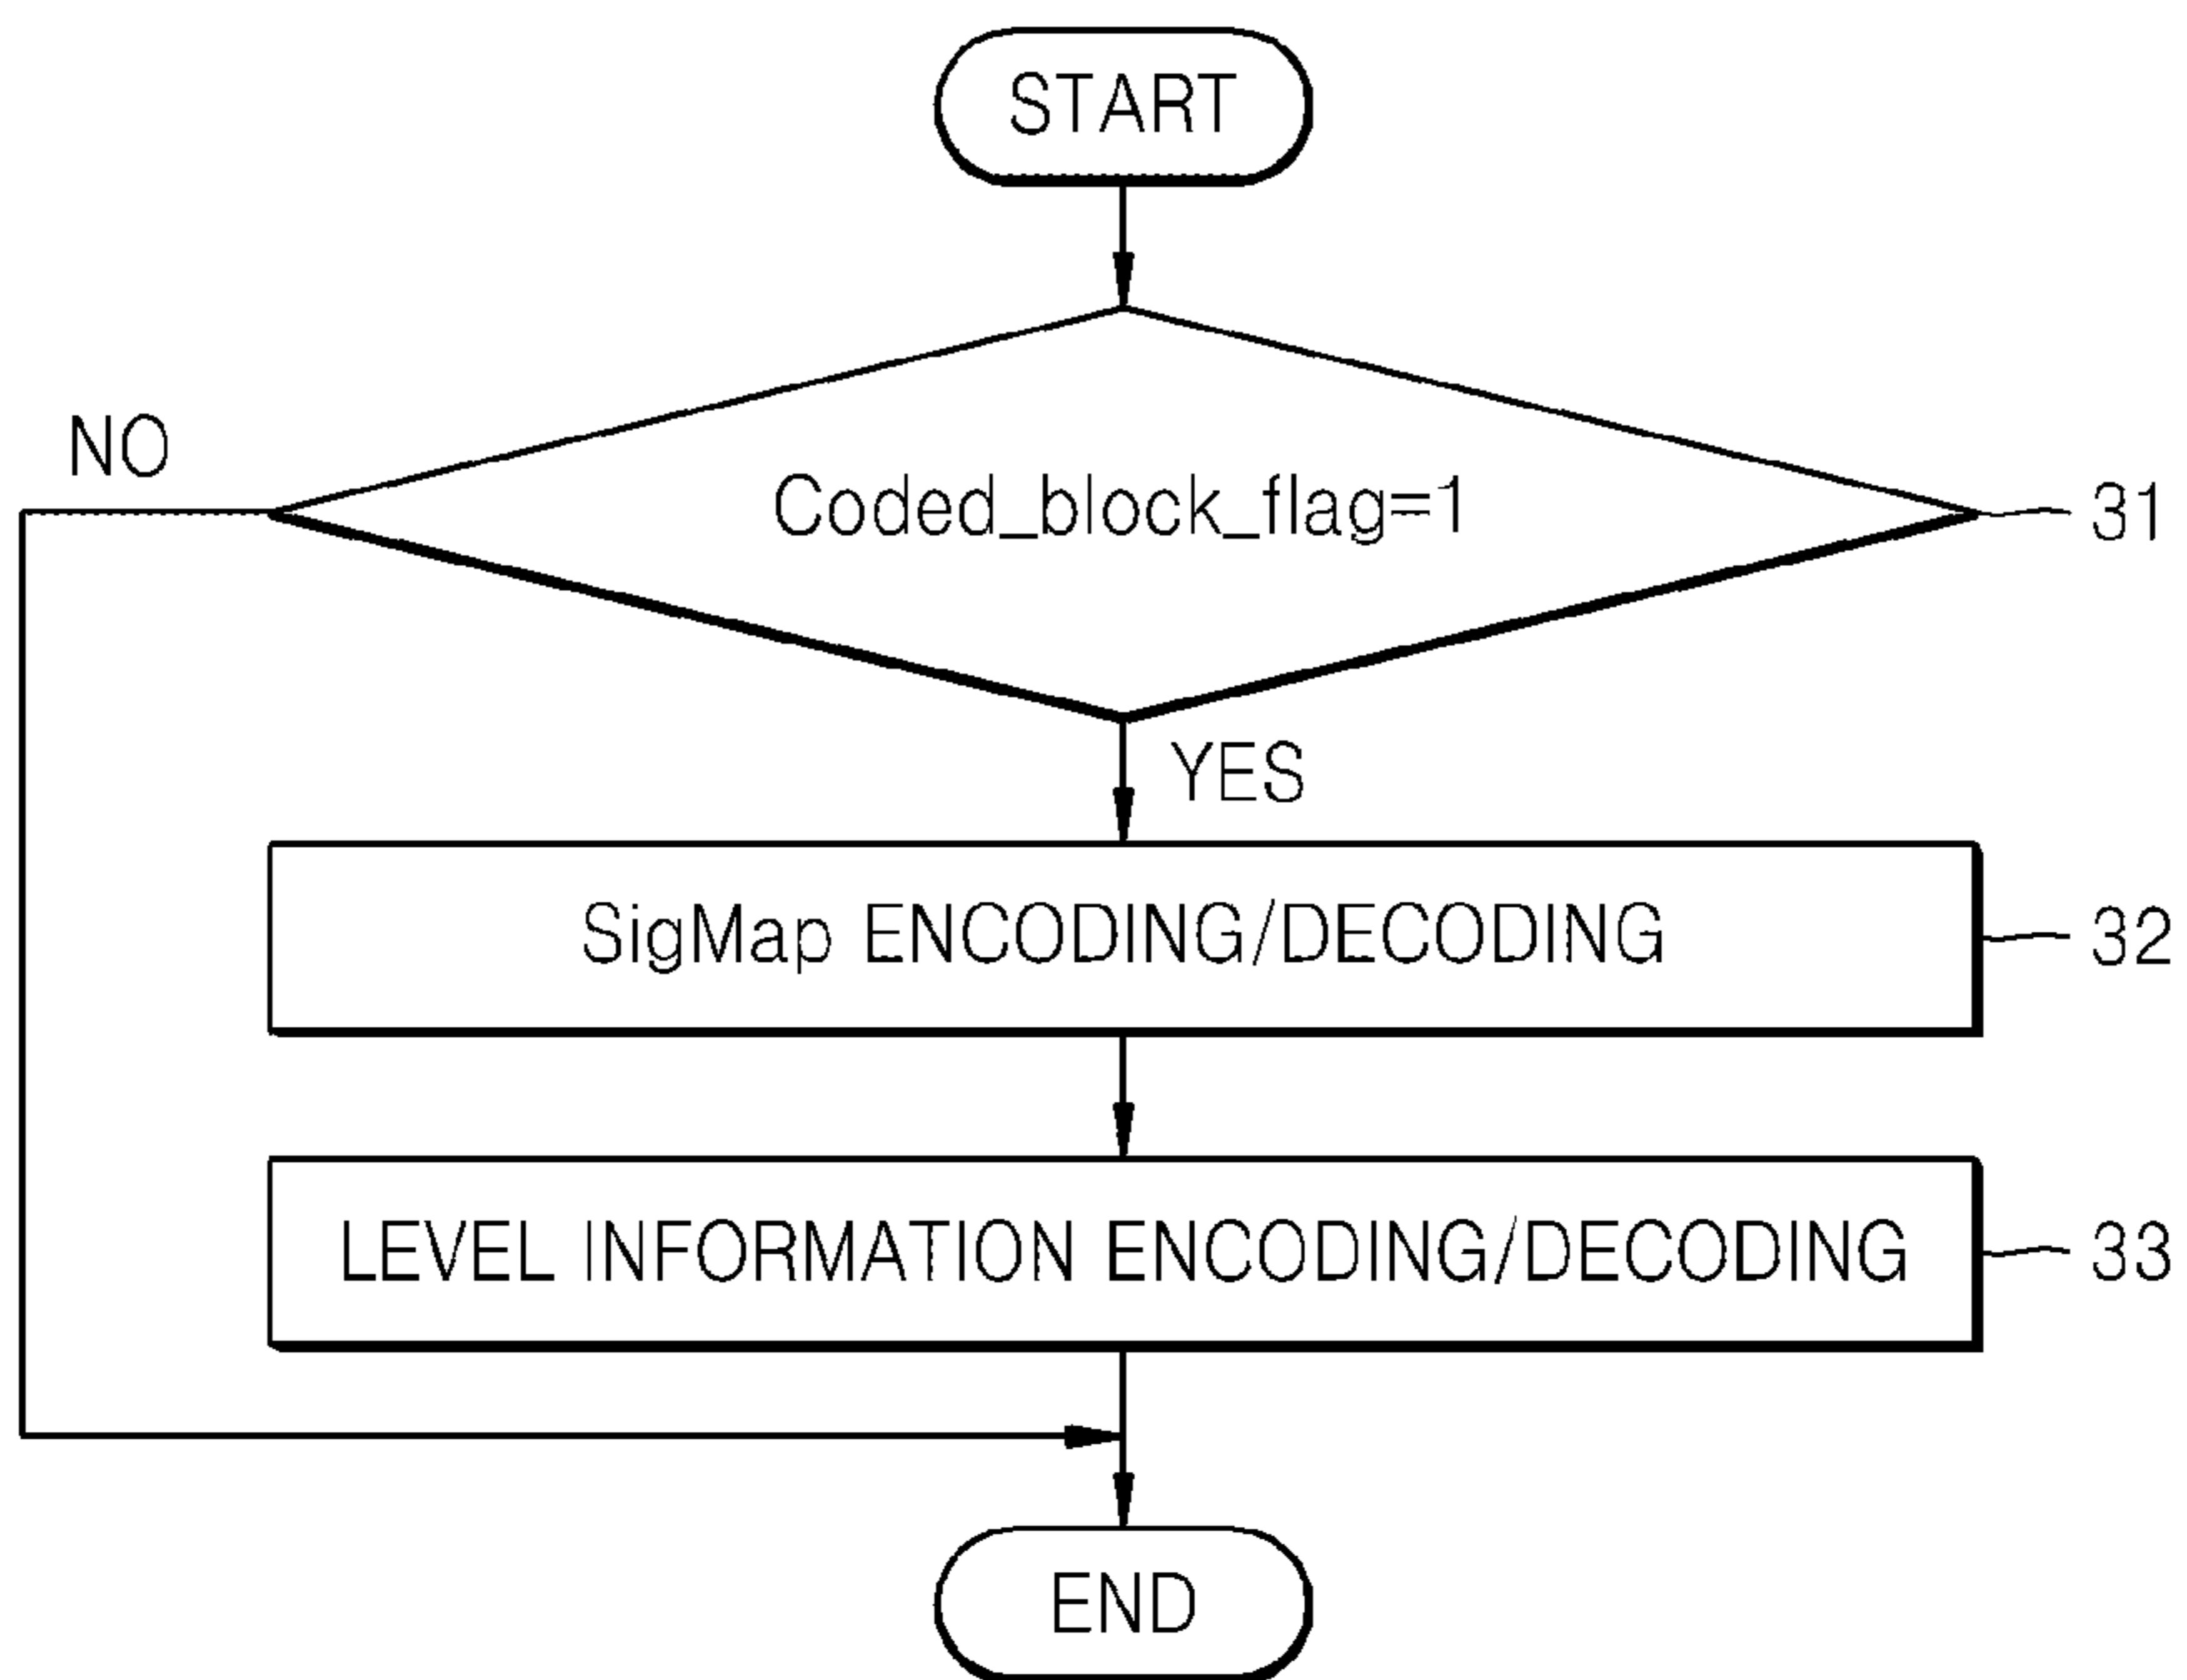 START
NO
Coded_block_flag=1
31
YES
SigMap ENCODING/DECODING
32
LEVEL INFORMATION ENCODING/DECODING
33
END